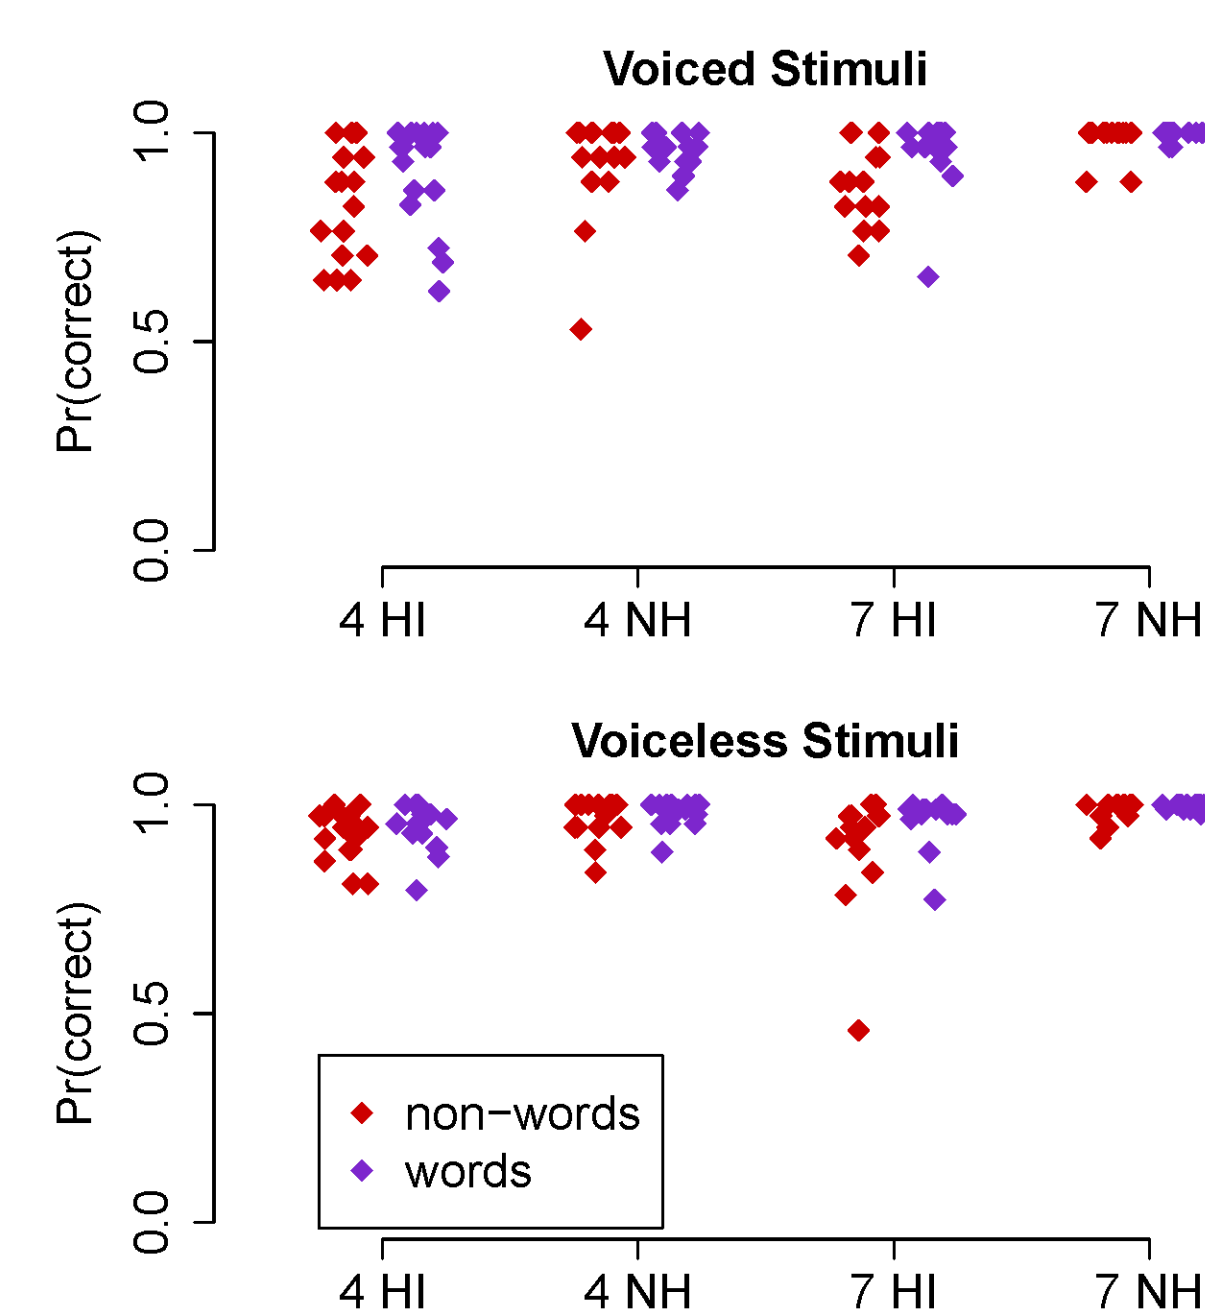 Voiced Stimuli
1.0
0.5
0.0
Pr(correct)
4 HI 4 NH 7 HI 7 NH
Voiceless Stimuli
1.0
0.5
0.0
Pr(correct)
non−words
words
4 HI 4 NH 7 HI 7 NH